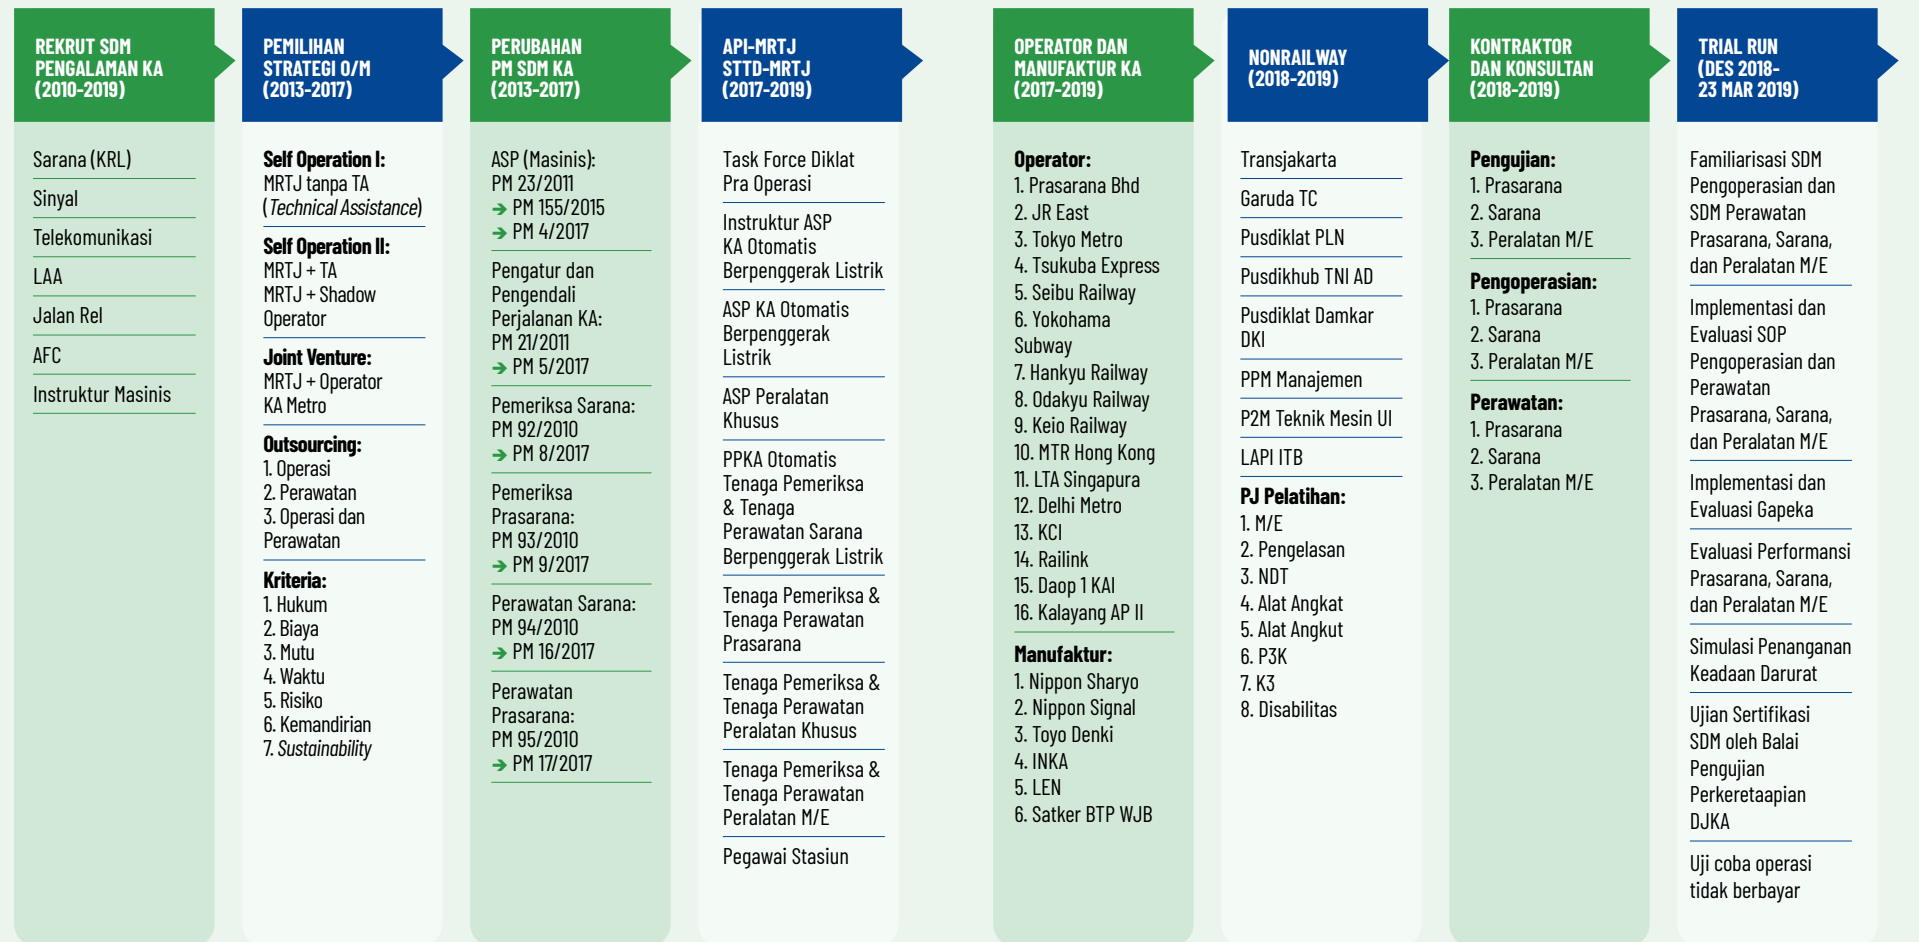 REKRUT SDM
PENGALAMAN KA
(2010-2019)
Sarana (KRL)
Sinyal
Telekomunikasi
LAA
Jalan Rel
AFC
Instruktur Masinis
PEMILIHAN
STRATEGI O/M
(2013-2017)
Self Operation I:
MRTJ tanpa TA
(Technical Assistance)
Self Operation II:
MRTJ + TA
MRTJ + Shadow
Operator
Joint Venture:
MRTJ + Operator
KA Metro
Outsourcing:
1. Operasi
2. Perawatan
3. Operasi dan
Perawatan
Kriteria:
1. Hukum
2. Biaya
3. Mutu
4. Waktu
5. Risiko
6. Kemandirian
7. Sustainability
PERUBAHAN
PM SDM KA
(2013-2017)
ASP (Masinis):
PM 23/2011
→ PM 155/2015
→ PM 4/2017
Pengatur dan
Pengendali
Perjalanan KA:
PM 21/2011
→ PM 5/2017
Pemeriksa Sarana:
PM 92/2010
→ PM 8/2017
Pemeriksa
Prasarana:
PM 93/2010
→ PM 9/2017
Perawatan Sarana:
PM 94/2010
→ PM 16/2017
Perawatan
Prasarana:
PM 95/2010
→ PM 17/2017
API-MRTJ
STTD-MRTJ
(2017-2019)
Task Force Diklat
Pra Operasi
Instruktur ASP
KA Otomatis
Berpenggerak Listrik
ASP KA Otomatis
Berpenggerak
Listrik
ASP Peralatan
Khusus
PPKA Otomatis
Tenaga Pemeriksa
& Tenaga
Perawatan Sarana
Berpenggerak Listrik
Tenaga Pemeriksa &
Tenaga Perawatan
Prasarana
Tenaga Pemeriksa &
Tenaga Perawatan
Peralatan Khusus
Tenaga Pemeriksa &
Tenaga Perawatan
Peralatan M/E
Pegawai Stasiun
OPERATOR DAN
MANUFAKTUR KA
(2017-2019)
Operator:
1. Prasarana Bhd
2. JR East
3. Tokyo Metro
4. Tsukuba Express
5. Seibu Railway
6. Yokohama
Subway
7. Hankyu Railway
8. Odakyu Railway
9. Keio Railway
10. MTR Hong Kong
11. LTA Singapura
12. Delhi Metro
13. KCI
14. Railink
15. Daop 1 KAI
16. Kalayang AP II
Manufaktur:
1. Nippon Sharyo
2. Nippon Signal
3. Toyo Denki
4. INKA
5. LEN
6. Satker BTP WJB
NONRAILWAY
(2018-2019)
Transjakarta
Garuda TC
Pusdiklat PLN
Pusdikhub TNI AD
Pusdiklat Damkar
DKI
PPM Manajemen
P2M Teknik Mesin UI
LAPI ITB
PJ Pelatihan:
1. M/E
2. Pengelasan
3. NDT
4. Alat Angkat
5. Alat Angkut
6. P3K
7. K3
8. Disabilitas
KONTRAKTOR
DAN KONSULTAN
(2018-2019)
Pengujian:
1. Prasarana
2. Sarana
3. Peralatan M/E
Pengoperasian:
1. Prasarana
2. Sarana
3. Peralatan M/E
Perawatan:
1. Prasarana
2. Sarana
3. Peralatan M/E
TRIAL RUN
(DES 2018-
23 MAR 2019)
Familiarisasi SDM
Pengoperasian dan
SDM Perawatan
Prasarana, Sarana,
dan Peralatan M/E
Implementasi dan
Evaluasi SOP
Pengoperasian dan
Perawatan
Prasarana, Sarana,
dan Peralatan M/E
Implementasi dan
Evaluasi Gapeka
Evaluasi Performansi
Prasarana, Sarana,
dan Peralatan M/E
Simulasi Penanganan
Keadaan Darurat
Ujian Sertifikasi
SDM oleh Balai
Pengujian
Perkeretaapian
DJKA
Uji coba operasi
tidak berbayar